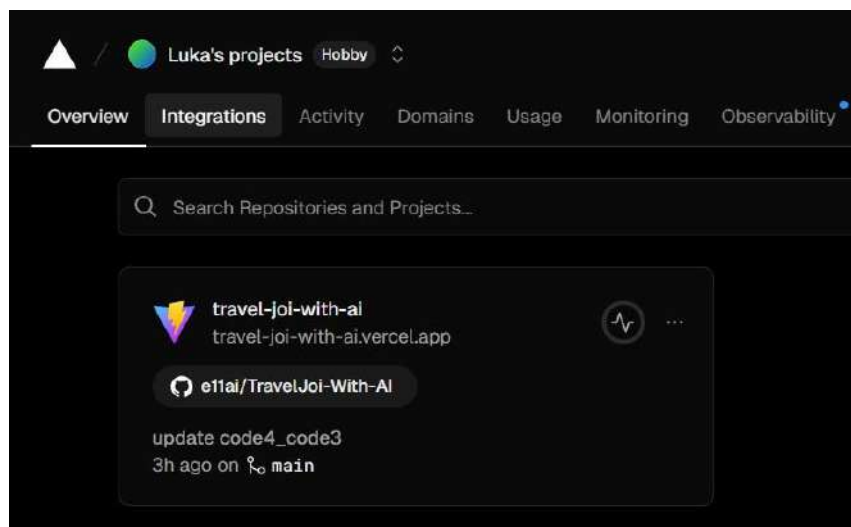 Luka's projects Hobby
Overview Integrations Activity Domains Usage Monitoring Observability
Search Repositories and Projects...
travel-joi-with-ai
travel-joi-with-ai.vercel.app
e11ai/TravelJoi-With-AI
update code4_code3
3h ago on main